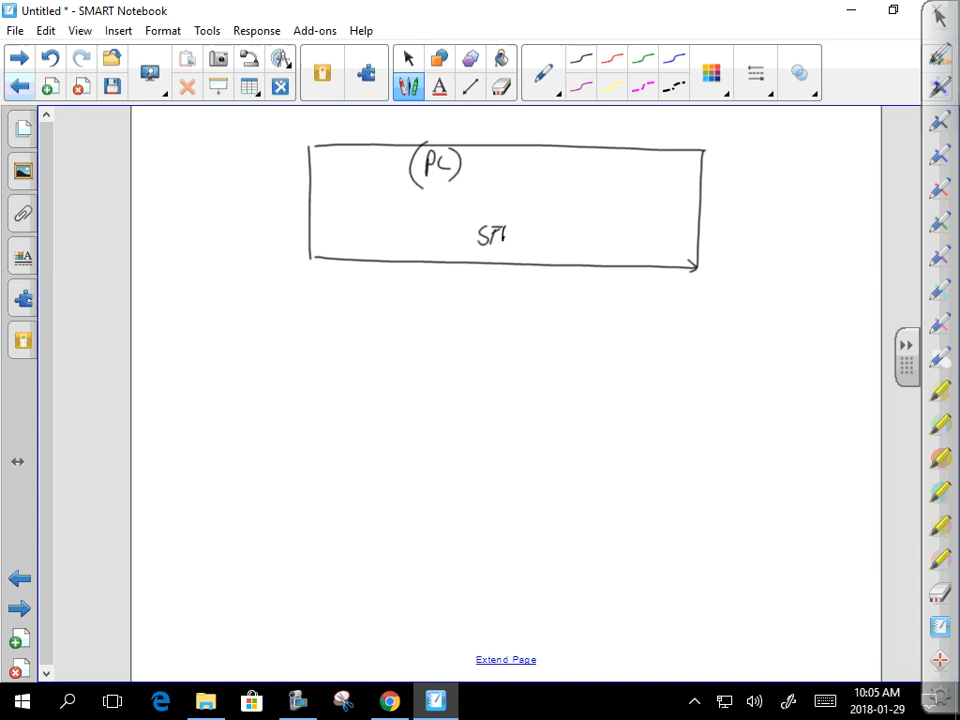 Untitled * - SMART Notebook
File Edit View Insert Format Tools Response Add-ons Help
(PC)
Extend Page
10:05 AM
2018-01-29